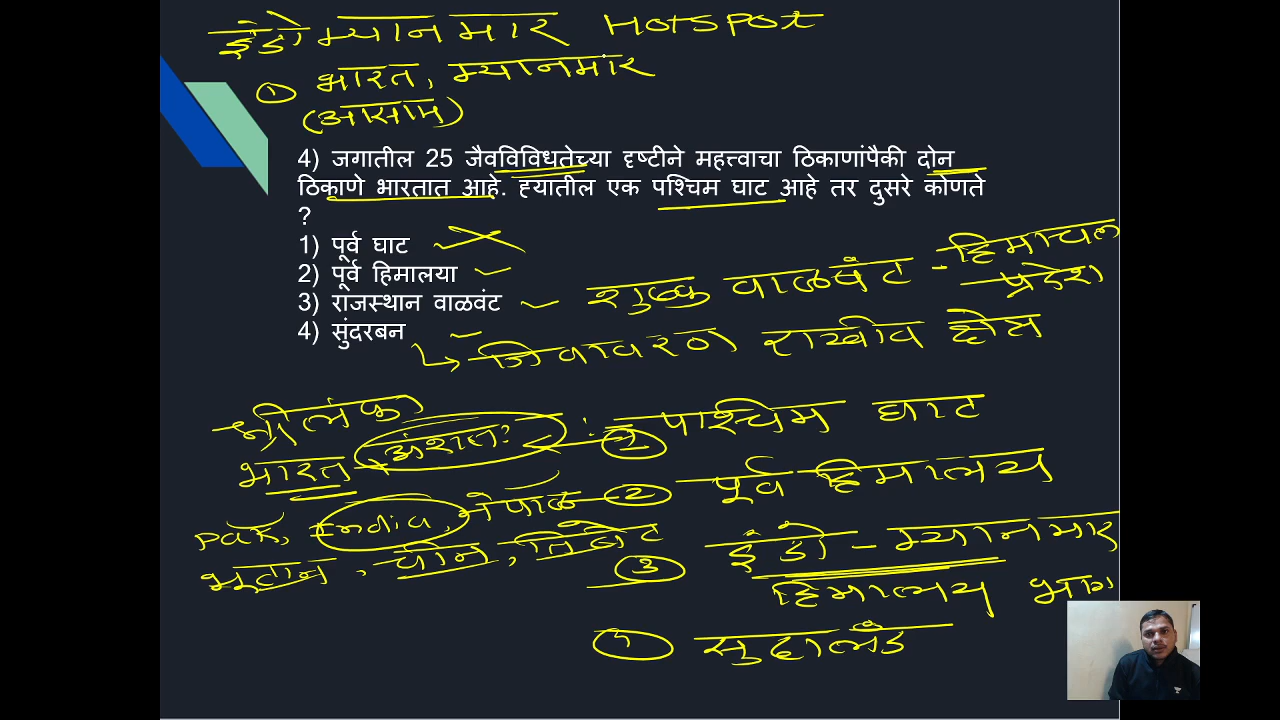 इंडो म्यानमार HOTSPOT
① भारत, म्यानमार
(आसाम)
4) जगातील 25 जैवविविधतेच्या दृष्टीने महत्त्वाचा ठिकाणांपैकी दोन
ठिकाणे भारतात आहे. ह्यातील एक पश्चिम घाट आहे तर दुसरे कोणते
?
1) पूर्व घाट
2) पूर्व हिमालया
3) राजस्थान वाळवंट - शुष्क वाळवंट - हिमाचल
प्रदेश
4) सुंदरबन
राखीव क्षेत्र
श्रीलंका
भारत अंशतः ① पश्चिम घाट
Pak, India, नेपाळ ② पूर्व हिमालय
भूटान, चीन, तिबेट
③ इंडो - म्यानमार
हिमालय भाग
सुंडालँड